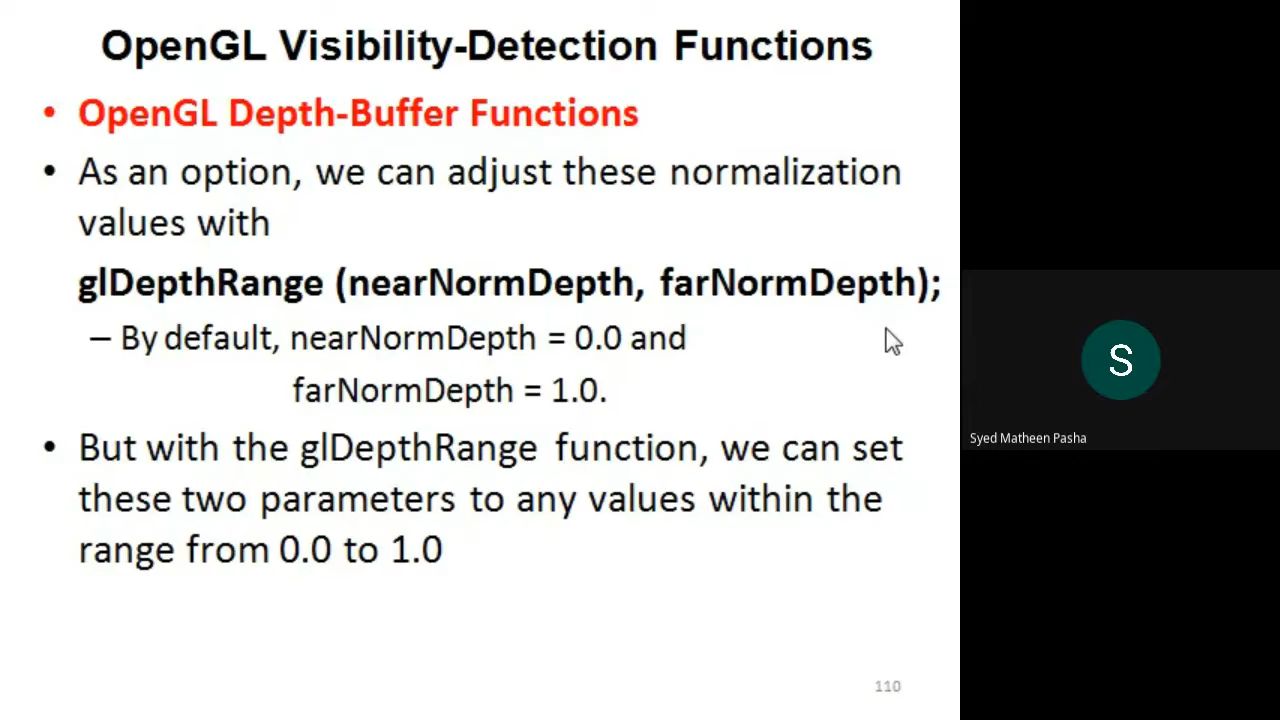 OpenGL Visibility-Detection Functions
• OpenGL Depth-Buffer Functions
• As an option, we can adjust these normalization
values with
glDepthRange (nearNormDepth, farNormDepth);
– By default, nearNormDepth = 0.0 and
farNormDepth = 1.0.
• But with the glDepthRange function, we can set
these two parameters to any values within the
range from 0.0 to 1.0
110
S
Syed Matheen Pasha